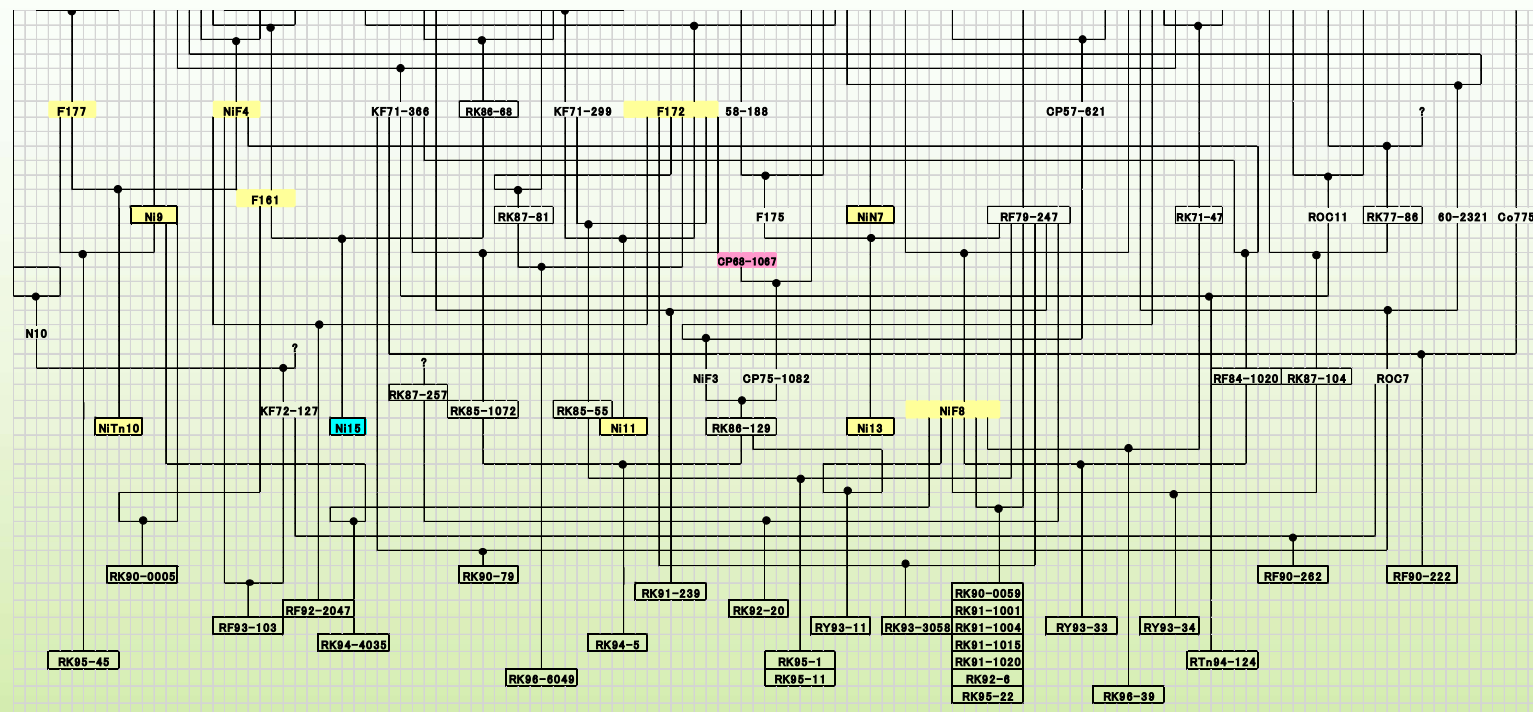 F177
NiF4
KF71-366
RK86-68
KF71-299
F172
58-188
CP57-621
?
F161
Ni9
RK87-81
F175
NiN7
RF79-247
RK71-47
ROC11
RK77-86
60-2321
Co775
CP68-1067
N10
?
?
NiF3
CP75-1082
RF84-1020
RK87-104
ROC7
RK87-257
KF72-127
RK85-1072
RK85-55
NiF8
NiTn10
Ni15
Ni11
RK86-129
Ni13
RK90-0005
RK90-79
RF90-262
RF90-222
RK91-239
RK90-0059
RF92-2047
RK92-20
RK91-1001
RF93-103
RY93-11
RK93-3058
RK91-1004
RY93-33
RY93-34
RK94-4035
RK94-5
RK91-1015
RK95-45
RK95-1
RK91-1020
RTn94-124
RK96-6049
RK95-11
RK92-6
RK95-22
RK96-39